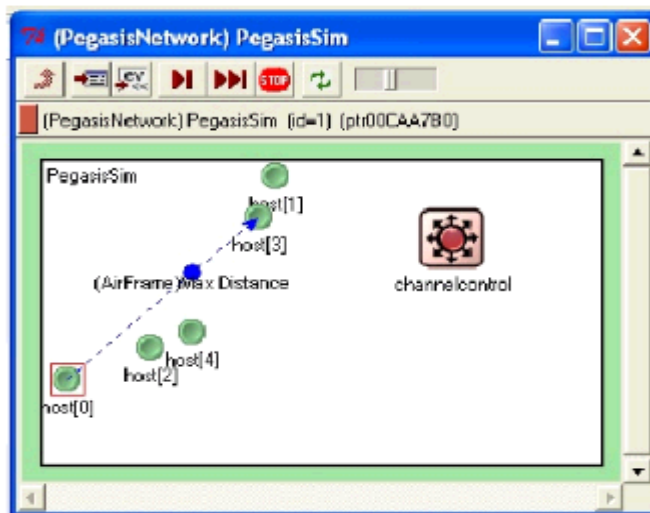 (PegasisNetwork) PegasisSim
STOP
(PegasisNetwork) PegasisSim (id=1) (ptr00CAA7B0)
PegasisSim
host[1]
host[3]
(AirFrame)Max Distance
channelcontrol
host[4]
host[2]
host[0]